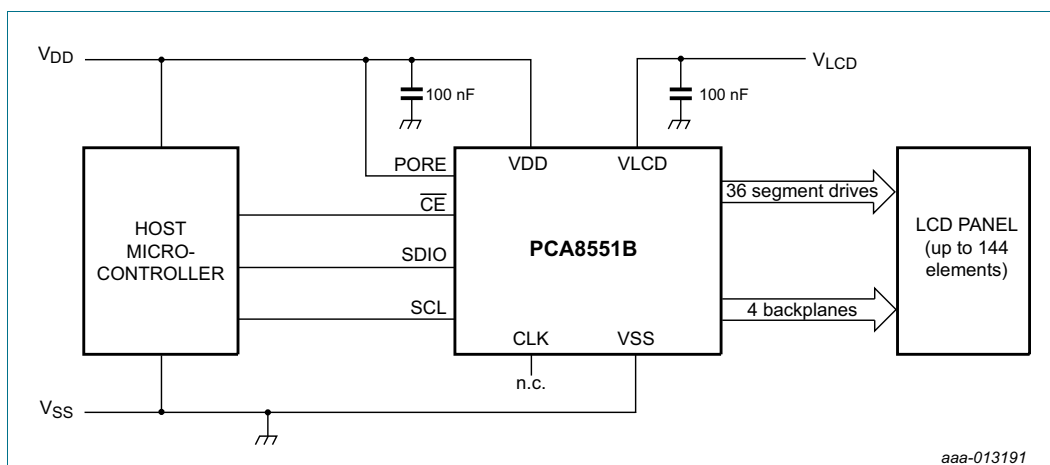 VDD
VLCD
100 nF
100 nF
PORE
VDD
VLCD
CE
36 segment drives
HOST
MICRO-
CONTROLLER
SDIO
PCA8551B
LCD PANEL
(up to 144
elements)
SCL
4 backplanes
CLK
VSS
n.c.
VSS
aaa-013191